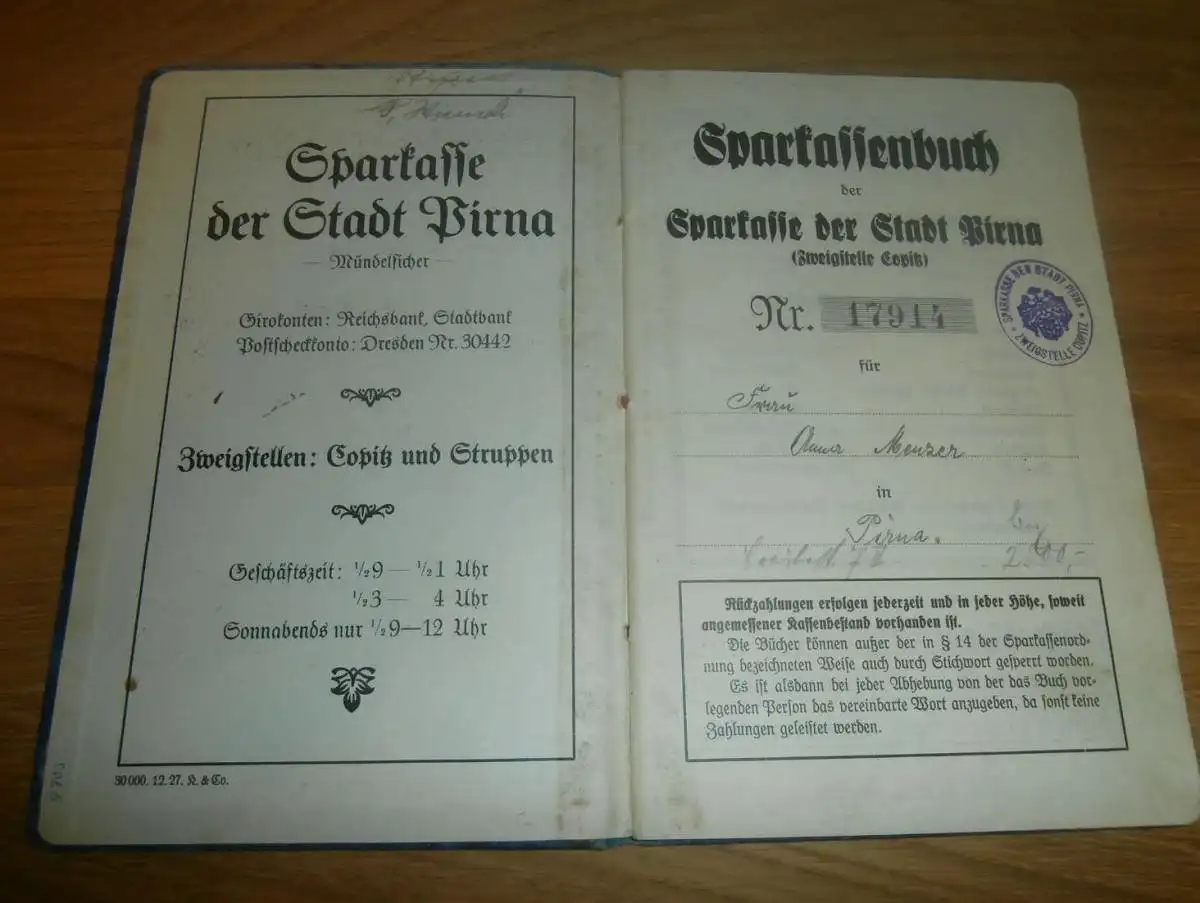 Sparkasse
der Stadt Pirna
— Mündelsicher —
Girokonten: Reichsbank, Stadtbank
Postscheckkonto: Dresden Nr. 30442
Zweigstellen: Copitz und Struppen
Geschäftszeit: ½9 — ½1 Uhr
½3 — 4 Uhr
Sonnabends nur ½9—12 Uhr
30 000. 12. 27. K. & Co.
Sparkassenbuch
der
Sparkasse der Stadt Pirna
(Zweigstelle Copitz)
Nr. 17914
SPARKASSE DER STADT PIRNA
* ZWEIGSTELLE COPITZ *
für
Frau
Anna Menzer
in
Pirna.
Rückzahlungen erfolgen jederzeit und in jeder Höhe, soweit
angemessener Kassenbestand vorhanden ist.
Die Bücher können außer der in § 14 der Sparkassenord-
nung bezeichneten Weise auch durch Stichwort gesperrt worden.
Es ist alsdann bei jeder Abhebung von der das Buch vor-
legenden Person das vereinbarte Wort anzugeben, da sonst keine
Zahlungen geleistet werden.